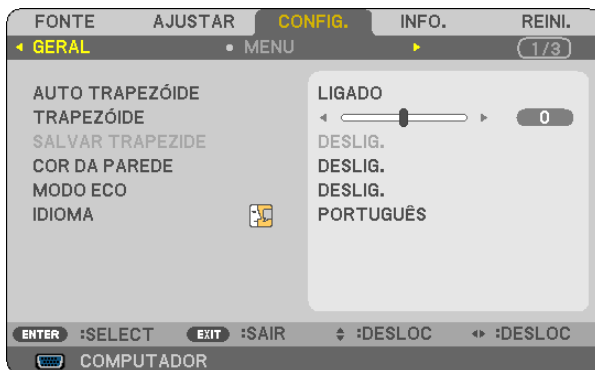 FONTE AJUSTAR CONFIG. INFO. REINI.
GERAL MENU 1/3
AUTO TRAPEZÓIDE LIGADO
TRAPEZÓIDE 0
SALVAR TRAPEZIDE DESLIG.
COR DA PAREDE DESLIG.
MODO ECO DESLIG.
IDIOMA PORTUGUÊS
ENTER :SELECT EXIT :SAIR :DESLOC :DESLOC
COMPUTADOR